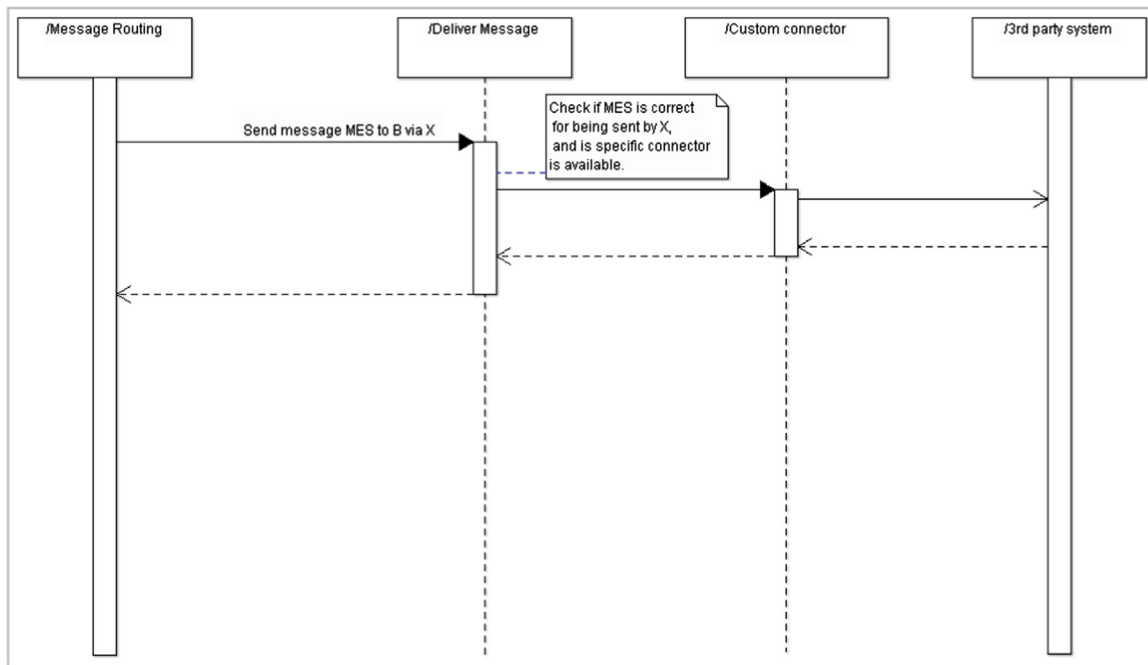 /Message Routing
/Deliver Message
/Custom connector
/3rd party system
Check if MES is correct
for being sent by X,
and is specific connector
is available.
Send message MES to B via X